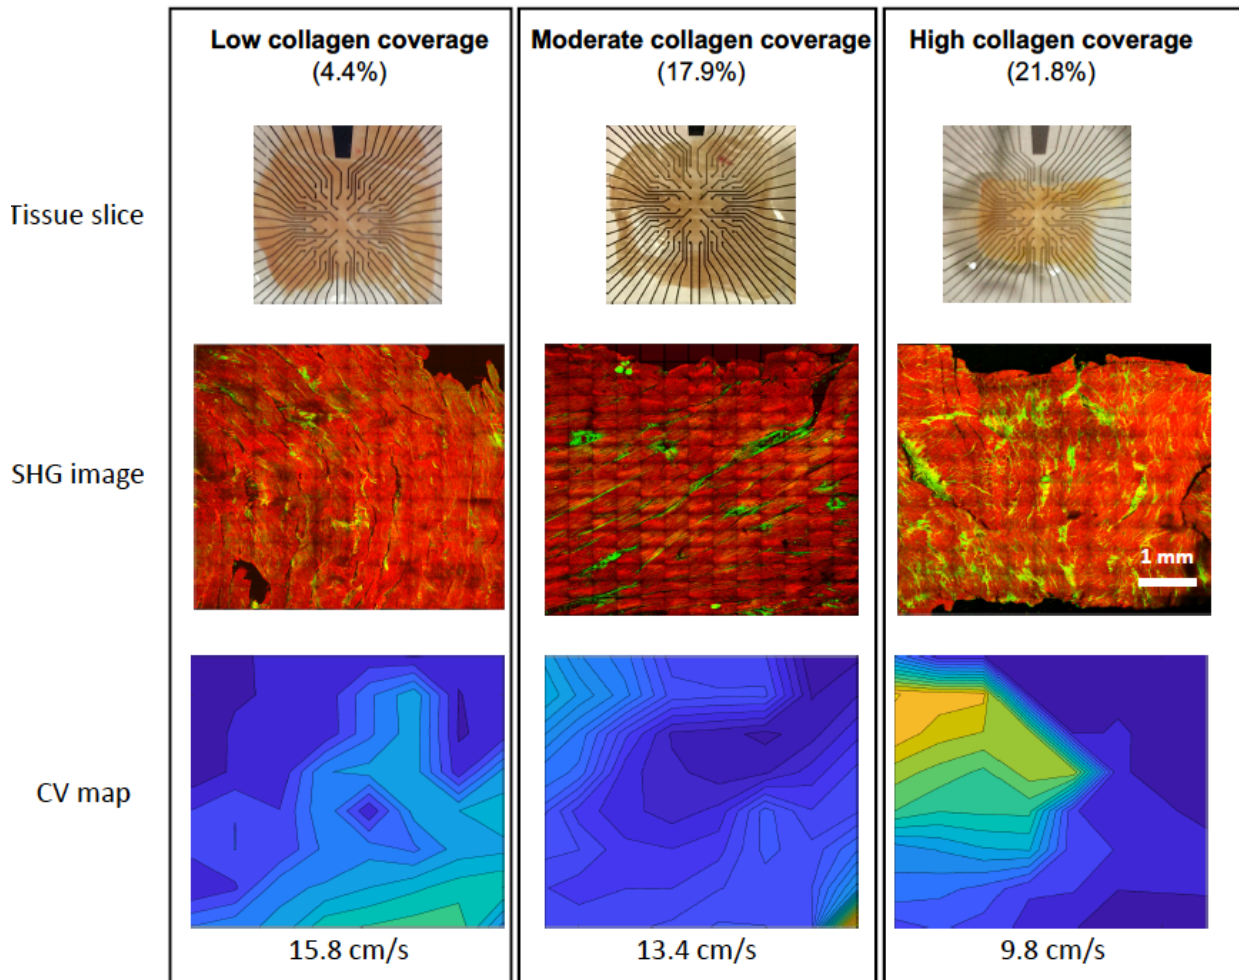 Low collagen coverage
(4.4%)
Moderate collagen coverage
(17.9%)
High collagen coverage
(21.8%)
Tissue slice
SHG image
1 mm
CV map
15.8 cm/s
13.4 cm/s
9.8 cm/s